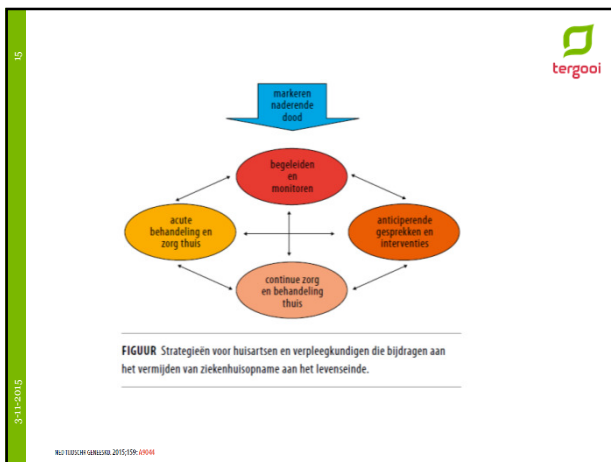 15
tergooi
markeren
naderende
dood
begeleiden
en
monitoren
acute
behandeling en
zorg thuis
anticiperende
gesprekken en
interventies
continue zorg
en behandeling
thuis
FIGUUR Strategieën voor huisartsen en verpleegkundigen die bijdragen aan
het vermijden van ziekenhuisopname aan het levenseinde.
3-11-2015
NED TIJDSCHR GENEESKD. 2015;159: A9044